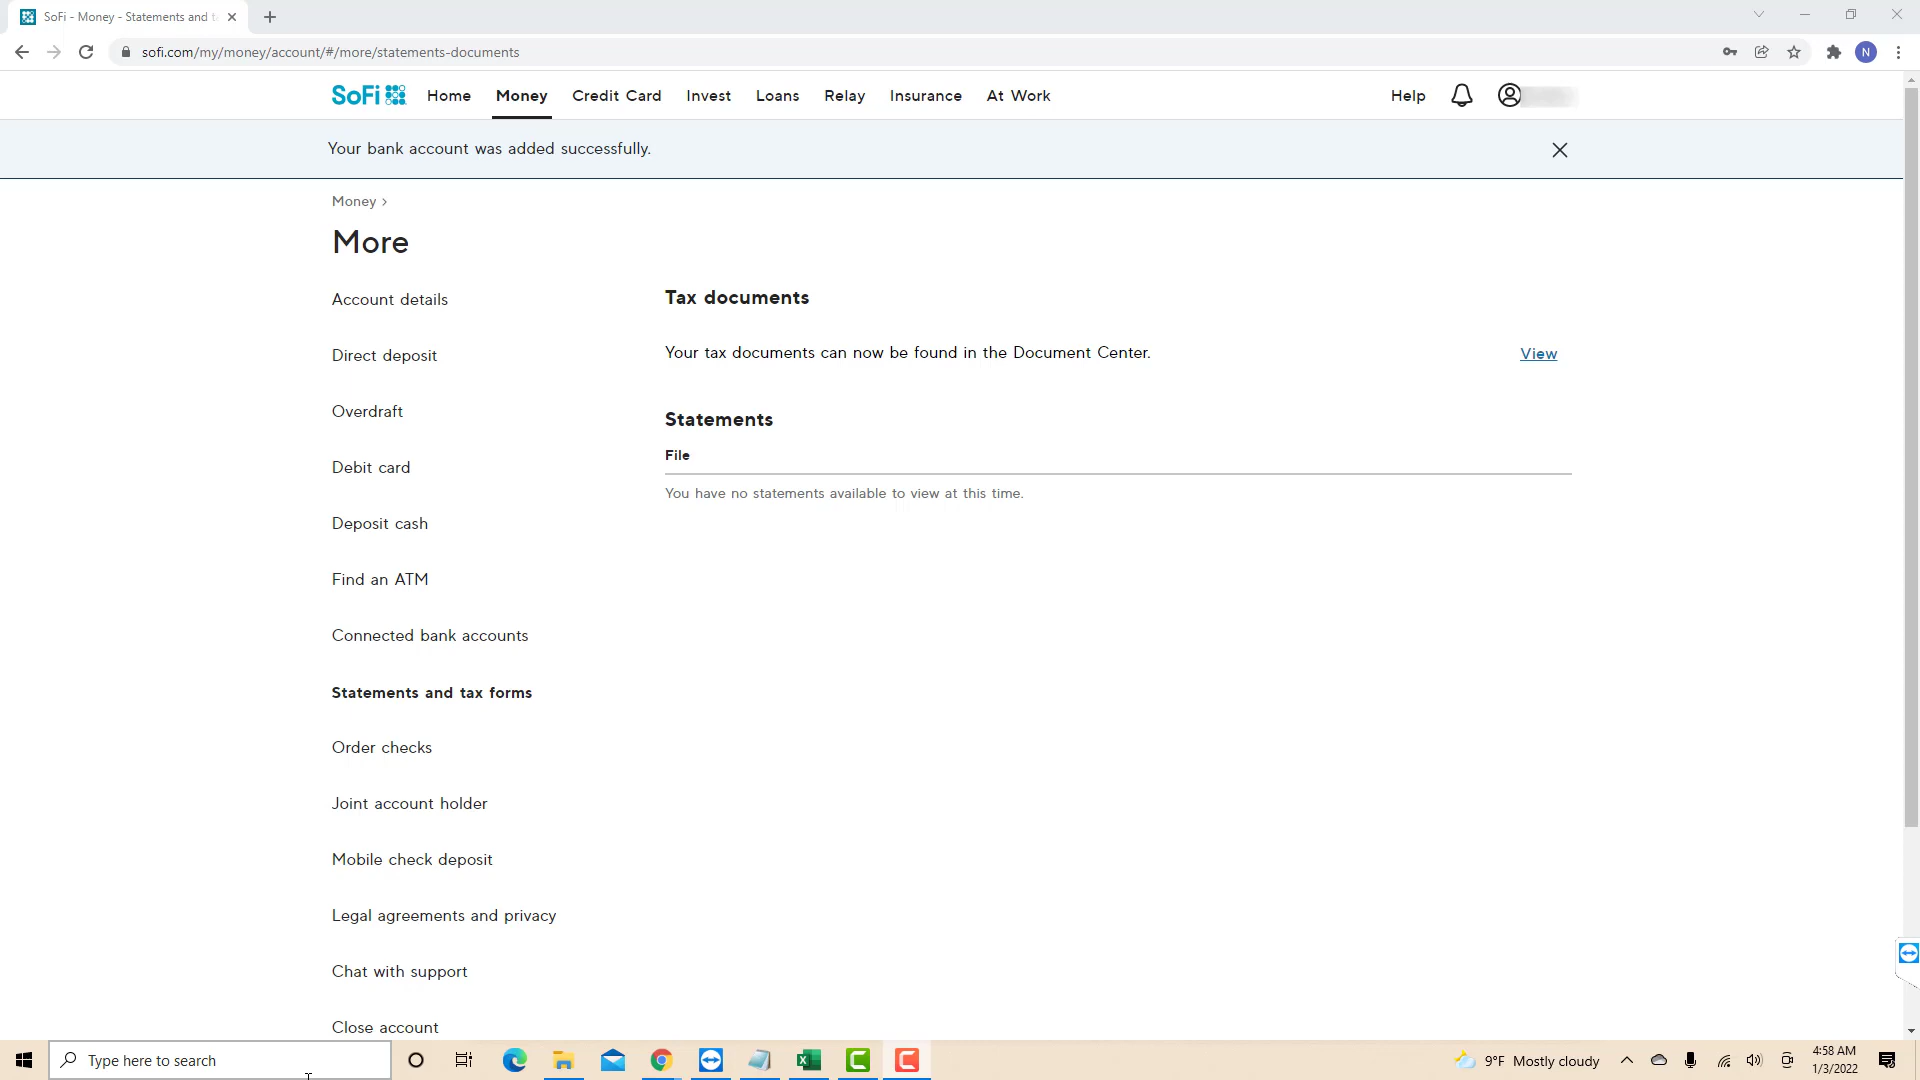 SoFi - Money - Statements and t
sofi.com/my/money/account/#/more/statements-documents
N
SoFi
Home
Money
Credit Card
Invest
Loans
Relay
Insurance
At Work
Help
Your bank account was added successfully.
Money >
More
Account details
Direct deposit
Overdraft
Debit card
Deposit cash
Find an ATM
Connected bank accounts
Statements and tax forms
Order checks
Joint account holder
Mobile check deposit
Legal agreements and privacy
Chat with support
Close account
Tax documents
Your tax documents can now be found in the Document Center.
View
Statements
File
You have no statements available to view at this time.
Type here to search
9°F Mostly cloudy
4:58 AM
1/3/2022